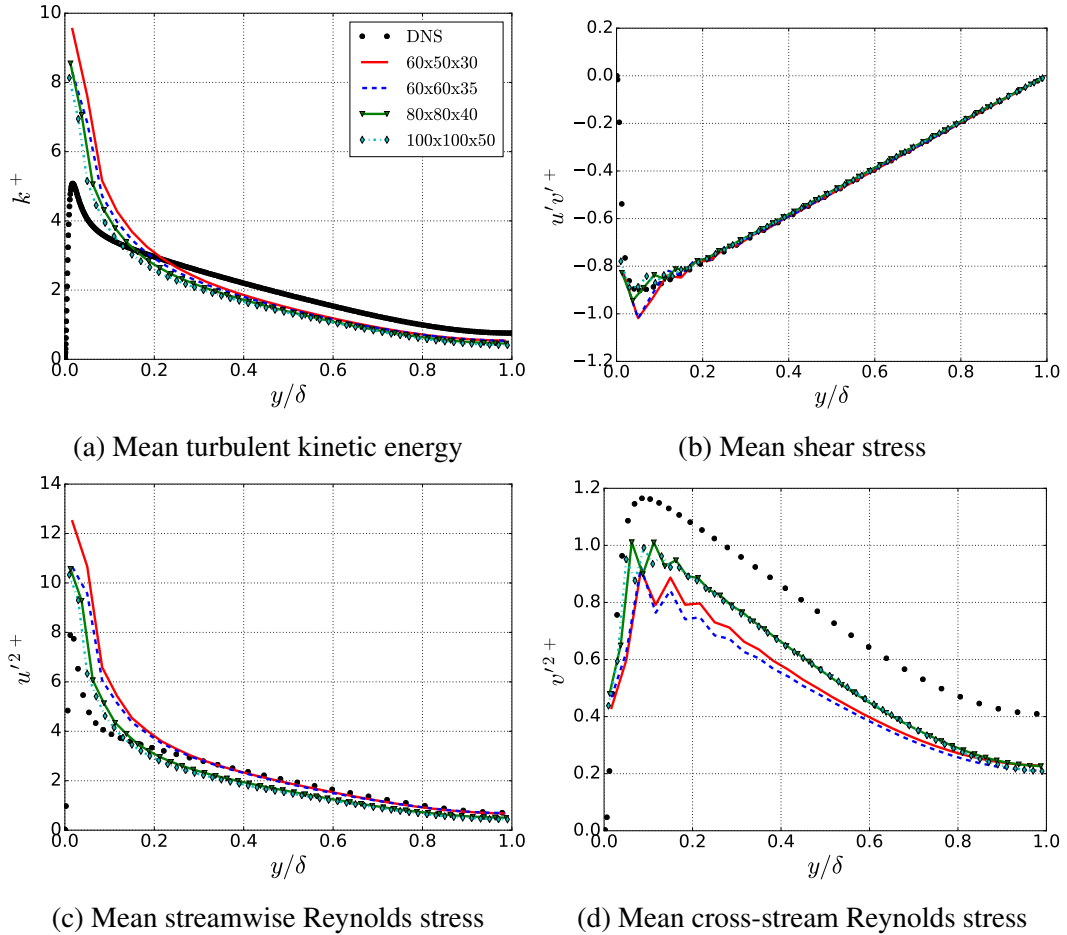 10
8
6
4
2
0
k⁺
0.0 0.2 0.4 0.6 0.8 1.0
y/δ
DNS
60x50x30
60x60x35
80x80x40
100x100x50
(a) Mean turbulent kinetic energy
0.0
−0.2
−0.4
−0.6
−0.8
−1.0
−1.2
u′v′⁺
0.0 0.2 0.4 0.6 0.8 1.0
y/δ
(b) Mean shear stress
14
12
10
8
6
4
2
0
u′²⁺
0.0 0.2 0.4 0.6 0.8 1.0
y/δ
(c) Mean streamwise Reynolds stress
1.2
1.0
0.8
0.6
0.4
0.2
0.0
v′²⁺
0.0 0.2 0.4 0.6 0.8 1.0
y/δ
(d) Mean cross-stream Reynolds stress